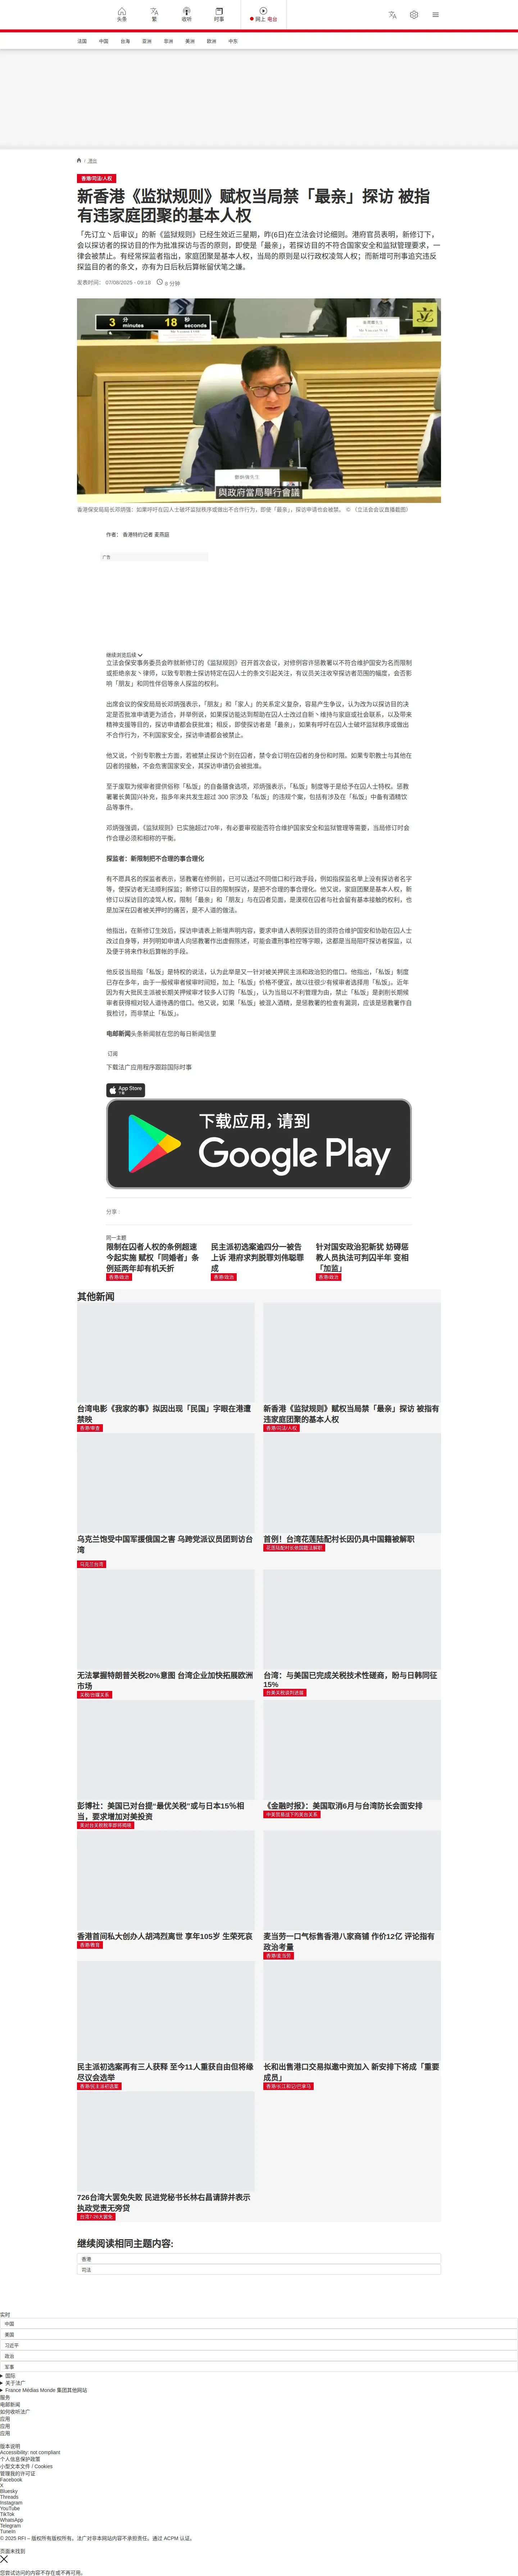 头条
繁
收听
时事
网上 电台
法国
中国
台海
亚洲
非洲
美洲
欧洲
中东
/ 港台
香港/司法/人权
新香港《监狱规则》赋权当局禁「最亲」探访 被指
有违家庭团聚的基本人权
「先订立丶后审议」的新《监狱规则》已经生效近三星期，昨(6日)在立法会讨论细则。港府官员表明，新修订下，
会以探访者的探访目的作为批准探访与否的原则，即使是「最亲」，若探访目的不符合国家安全和监狱管理要求，一
律会被禁止。有经常探监者指出，家庭团聚是基本人权，当局的原则是以行政权凌驾人权；而新增可刑事追究违反
探监目的者的条文，亦有为日后秋后算帐留伏笔之嫌。
发表时间： 07/08/2025 - 09:18
6 分钟
3 分 minutes 18 秒 seconds
立
與政府當局舉行會議
香港保安局局长邓炳强：如果呼吁在囚人士破坏监狱秩序或做出不合作行为，即使「最亲」，探访申请也会被禁。 © （立法会会议直播截图）
作者： 香港特约记者 麦燕庭
广告
继续浏览后续
立法会保安事务委员会昨就新修订的《监狱规则》召开首次会议，对修例容许惩教署以不符合维护国安为名而限制
或拒绝亲友丶律师，以致专职教士探访特定在囚人士的条文引起关注，有议员关注收窄探访者范围的幅度，会否影
响「朋友」和同性伴侣等亲人探监的权利。
出席会议的保安局局长邓炳强表示，「朋友」和「家人」的关系定义复杂，容易产生争议，认为改为以探访目的决
定是否批准申请更为适合，并举例说，如果探访能达到帮助在囚人士改过自新丶维持与家庭或社会联系，以及带来
精神支援等目的，探访申请都会获批准；相反，即使探访者是「最亲」，如果有呼吁在囚人士破坏监狱秩序或做出
不合作行为，不利国家安全，探访申请都会被禁止。
他又说，个别专职教士方面，若被禁止探访个别在囚者，禁令会订明在囚者的身份和时限。如果专职教士与其他在
囚者的接触，不会危害国家安全，其探访申请仍会被批准。
至于废取为候审者提供俗称「私饭」的自备膳食选项，邓炳强表示，「私饭」制度等于是给予在囚人士特权。惩教
署署长黄国兴补充，指多年来共发生超过 300 宗涉及「私饭」的违规个案，包括有涉及在「私饭」中备有酒精饮
品等事件。
邓炳强强调，《监狱规则》已实施超过70年，有必要审视能否符合维护国家安全和监狱管理等需要，当局修订时会
作合理必须和相称的平衡。
探监者：新限制把不合理的事合理化
有不愿具名的探监者表示，惩教署在修例前，已可以透过不同借口和行政手段，例如指探监名单上没有探访者名字
等，使探访者无法顺利探监；新修订以目的限制探访，是把不合理的事合理化。他又说，家庭团聚是基本人权，新
修订以探访目的凌驾人权，限制「最亲」和「朋友」与在囚者见面，是漠视在囚者与社会留有基本接触的权利，也
是加深在囚者被关押时的痛苦，是不人道的做法。
他指出，在新修订生效后，探访申请表上新增声明内容，要求申请人表明探访目的须符合维护国安和协助在囚人士
改过自身等，并列明如申请人向惩教署作出虚假陈述，可能会遭刑事检控等字眼，这都是当局阻吓探访者探监，以
及便于将来作秋后算帐的手段。
他反驳当局指「私饭」是特权的说法，认为此举是又一针对被关押民主派和政治犯的借口。他指出，「私饭」制度
已存在多年，由于一般候审者候审时间短，加上「私饭」价格不便宜，故以往很少有候审者选择用「私饭」。近年
因为有大批民主派被长期关押候审才较多人订购「私饭」，认为当局以不利管理为由，禁止「私饭」是剥削长期候
审者获得相对较人道待遇的借口。他又说，如果「私饭」被混入酒精，是惩教署的检查有漏洞，应该是惩教署作自
我检讨，而非禁止「私饭」。
电邮新闻头条新闻就在您的每日新闻信里
订阅
下载法广应用程序跟踪国际时事
App Store
下载
下载应用，请到
Google Play
分享 :
同一主题
限制在囚者人权的条例超速
今起实施 赋权「同婚者」条
例延两年却有机夭折
香港/政治
民主派初选案逾四分一被告
上诉 港府求判脱罪刘伟聪罪
成
香港/政治
针对国安政治犯新犹 妨碍惩
教人员执法可判囚半年 变相
「加监」
香港/政治
其他新闻
台湾电影《我家的事》拟因出现「民国」字眼在港遭
禁映
香港/审查
新香港《监狱规则》赋权当局禁「最亲」探访 被指有
违家庭团聚的基本人权
香港/司法/人权
乌克兰饱受中国军援俄国之害 乌跨党派议员团到访台
湾
乌克兰台湾
首例！台湾花莲陆配村长因仍具中国籍被解职
花莲陆配村长依国籍法解职
无法掌握特朗普关税20%意图 台湾企业加快拓展欧洲
市场
关税/台媒关系
台湾：与美国已完成关税技术性磋商，盼与日韩同征
15%
台美关税谈判进展
彭博社：美国已对台提“最优关税”或与日本15%相
当，要求增加对美投资
美对台关税税率即将揭晓
《金融时报》：美国取消6月与台湾防长会面安排
中美贸易战下的美台关系
香港首间私大创办人胡鸿烈离世 享年105岁 生荣死哀
香港/教育
麦当劳一口气标售香港八家商铺 作价12亿 评论指有
政治考量
香港/麦当劳
民主派初选案再有三人获释 至今11人重获自由但将缘
尽议会选举
香港/民主派初选案
长和出售港口交易拟邀中资加入 新安排下将成「重要
成员」
香港/长江和记/巴拿马
726台湾大罢免失败 民进党秘书长林右昌请辞并表示
执政党责无旁贷
台湾7-26大罢免
继续阅读相同主题内容:
香港
司法
实时
中国
美国
习近平
政治
军事
国际
关于法广
France Médias Monde 集团其他网站
服务
电邮新闻
如何收听法广
应用
应用
应用
版本说明
Accessibility: not compliant
个人信息保护政策
小型文本文件 / Cookies
管理我的许可证
Facebook
X
Bluesky
Threads
Instagram
YouTube
TikTok
WhatsApp
Telegram
TuneIn
© 2025 RFI – 版权所有版权所有。法广对非本网站内容不承担责任。通过 ACPM 认证。
页面未找到
您尝试访问的内容不存在或不再可用。